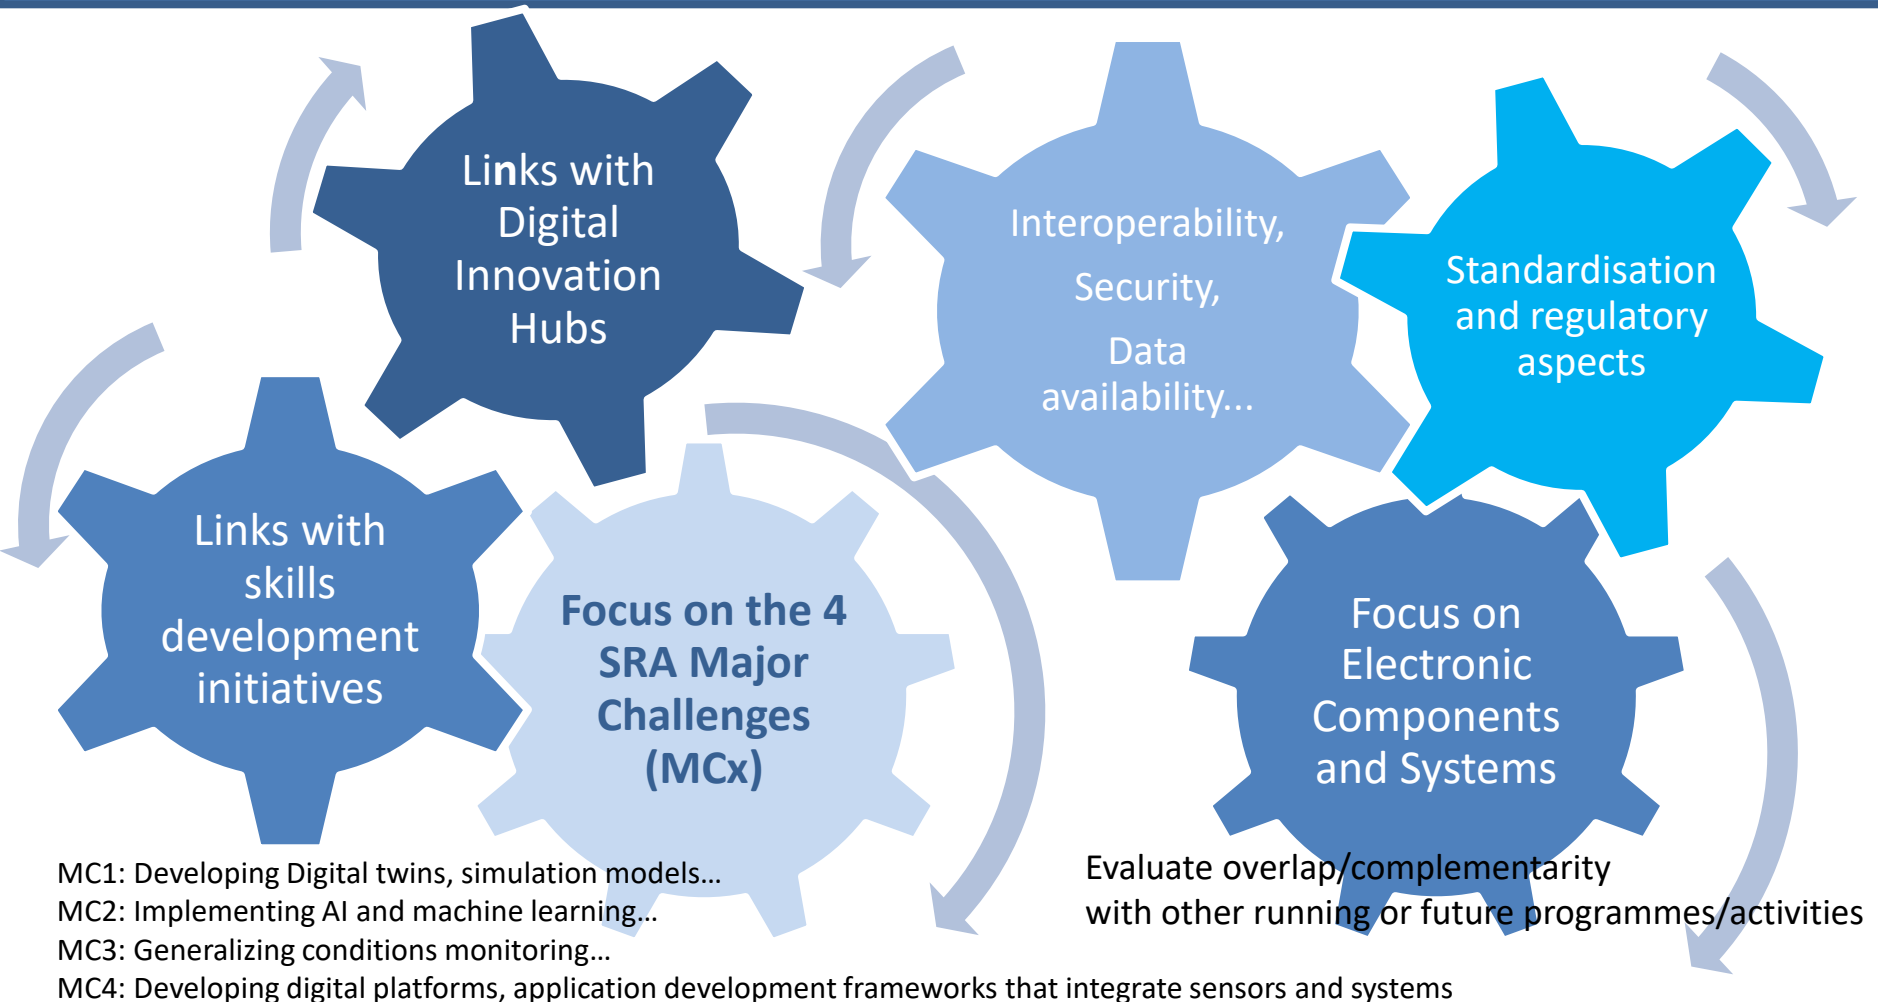 Links with
Digital
Innovation
Hubs
Interoperability,
Security,
Data
availability...
Standardisation
and regulatory
aspects
Links with
skills
development
initiatives
Focus on the 4
SRA Major
Challenges
(MCx)
Focus on
Electronic
Components
and Systems
MC1: Developing Digital twins, simulation models…
MC2: Implementing AI and machine learning…
MC3: Generalizing conditions monitoring…
MC4: Developing digital platforms, application development frameworks that integrate sensors and systems
Evaluate overlap/complementarity
with other running or future programmes/activities